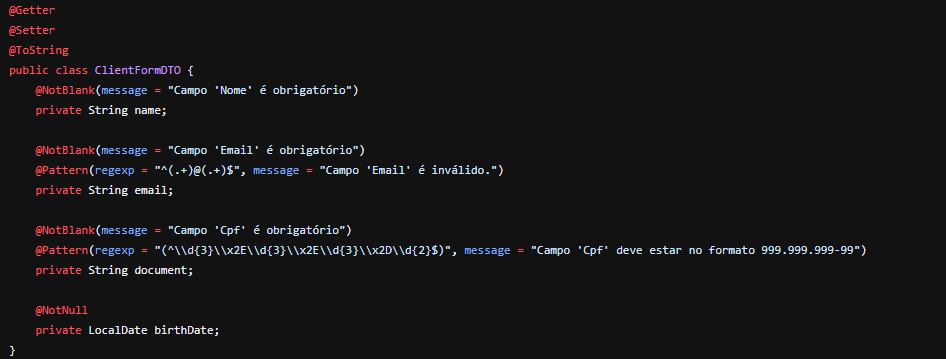 @Getter
@Setter
@ToString
public class ClientFormDTO {
    @NotBlank(message = "Campo 'Nome' é obrigatório")
    private String name;

    @NotBlank(message = "Campo 'Email' é obrigatório")
    @Pattern(regexp = "^(.+)@(.+)$", message = "Campo 'Email' é inválido.")
    private String email;

    @NotBlank(message = "Campo 'Cpf' é obrigatório")
    @Pattern(regexp = "(^\\d{3}\\x2E\\d{3}\\x2E\\d{3}\\x2D\\d{2}$)", message = "Campo 'Cpf' deve estar no formato 999.999.999-99")
    private String document;

    @NotNull
    private LocalDate birthDate;
}